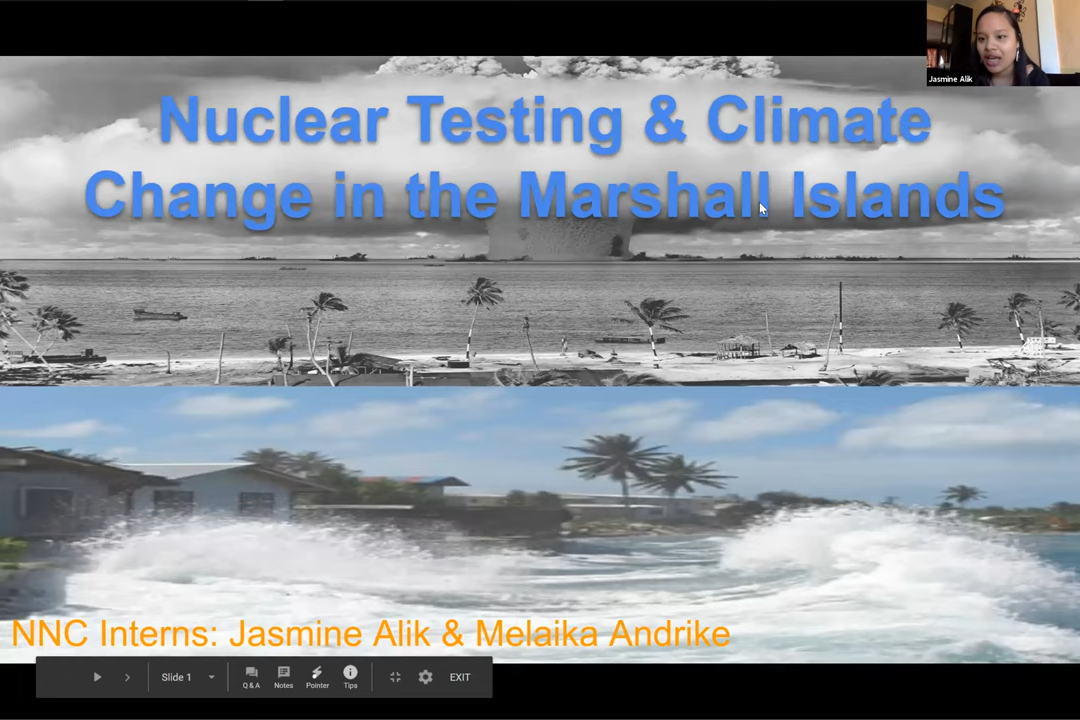 Jasmine Alik
Nuclear Testing & Climate
Change in the Marshall Islands
NNC Interns: Jasmine Alik & Melaika Andrike
Slide 1
Q & A
Notes
Pointer
Tips
EXIT